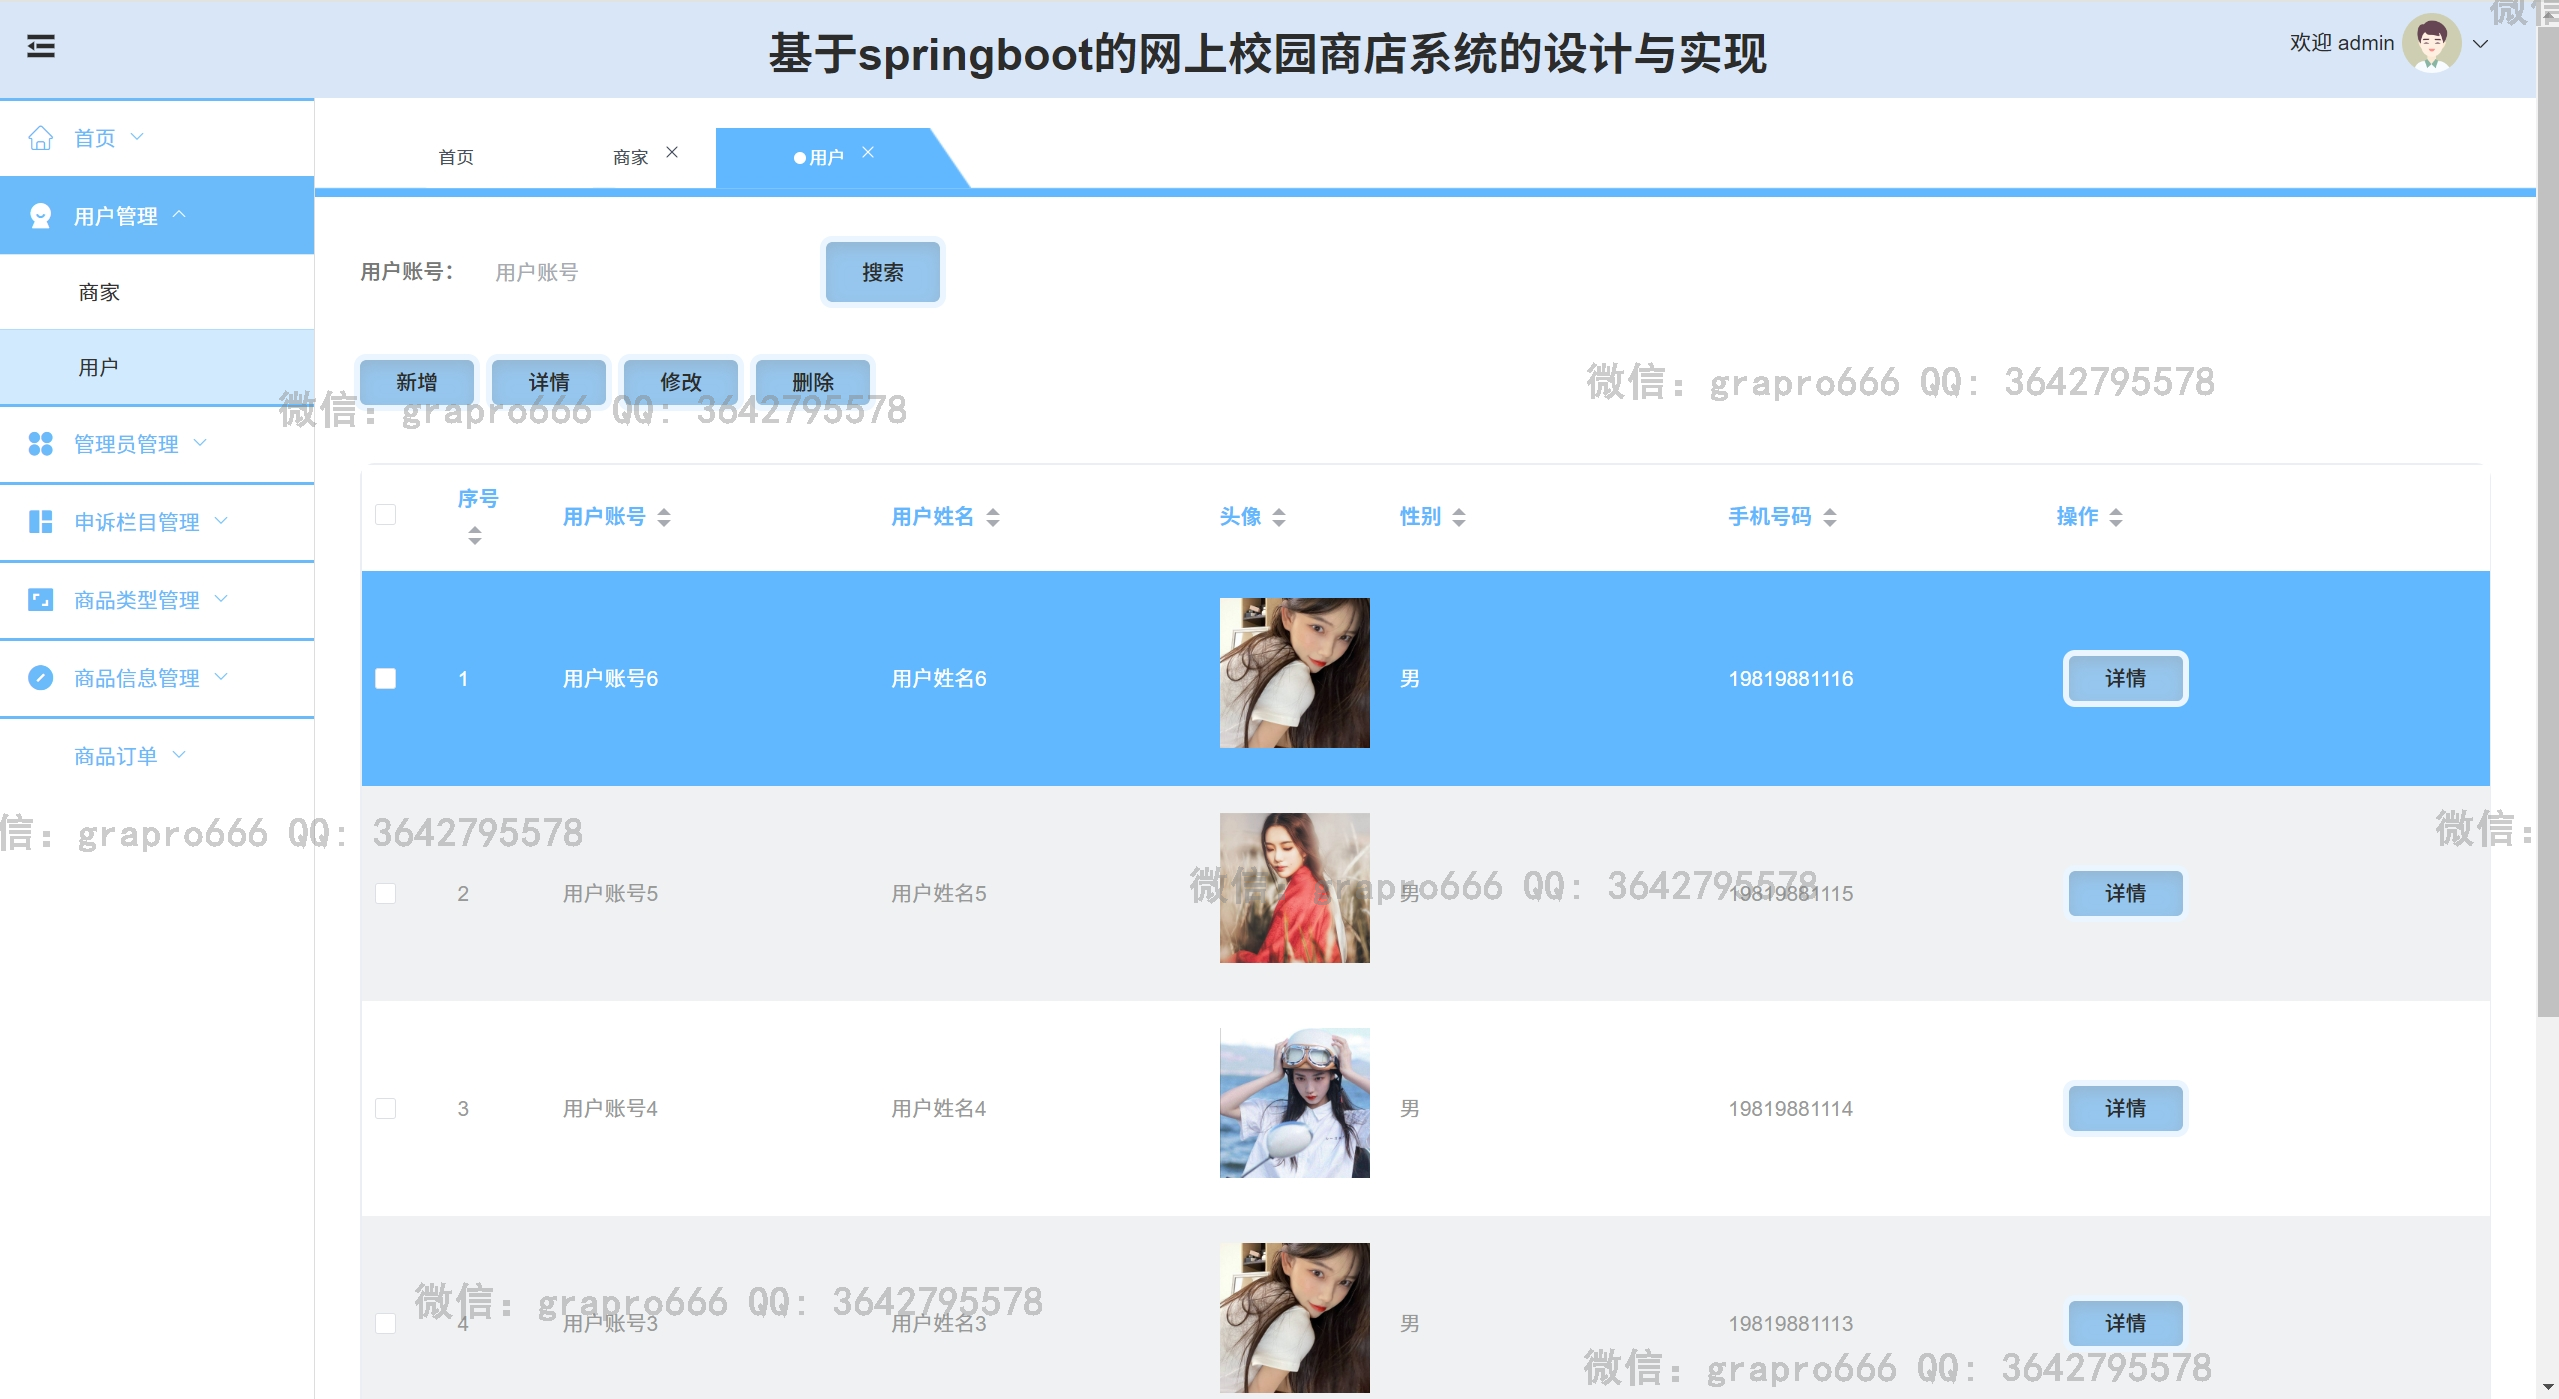 微信
基于springboot的网上校园商店系统的设计与实现
欢迎 admin
首页
用户管理
商家
用户
管理员管理
申诉栏目管理
商品类型管理
商品信息管理
商品订单
首页 商家 用户
用户账号： 用户账号 搜索
新增 详情 修改 删除
微信：grapro666 QQ: 3642795578
微信：grapro666 QQ: 3642795578
序号 用户账号 用户姓名 头像 性别 手机号码 操作
1 用户账号6 用户姓名6 男 19819881116 详情
信：grapro666 QQ: 3642795578
微信：
微信：grapro666 QQ: 3642795578
2 用户账号5 用户姓名5 男 19819881115 详情
3 用户账号4 用户姓名4 男 19819881114 详情
微信：grapro666 QQ: 3642795578
4 用户账号3 用户姓名3 男 19819881113 详情
微信：grapro666 QQ: 3642795578